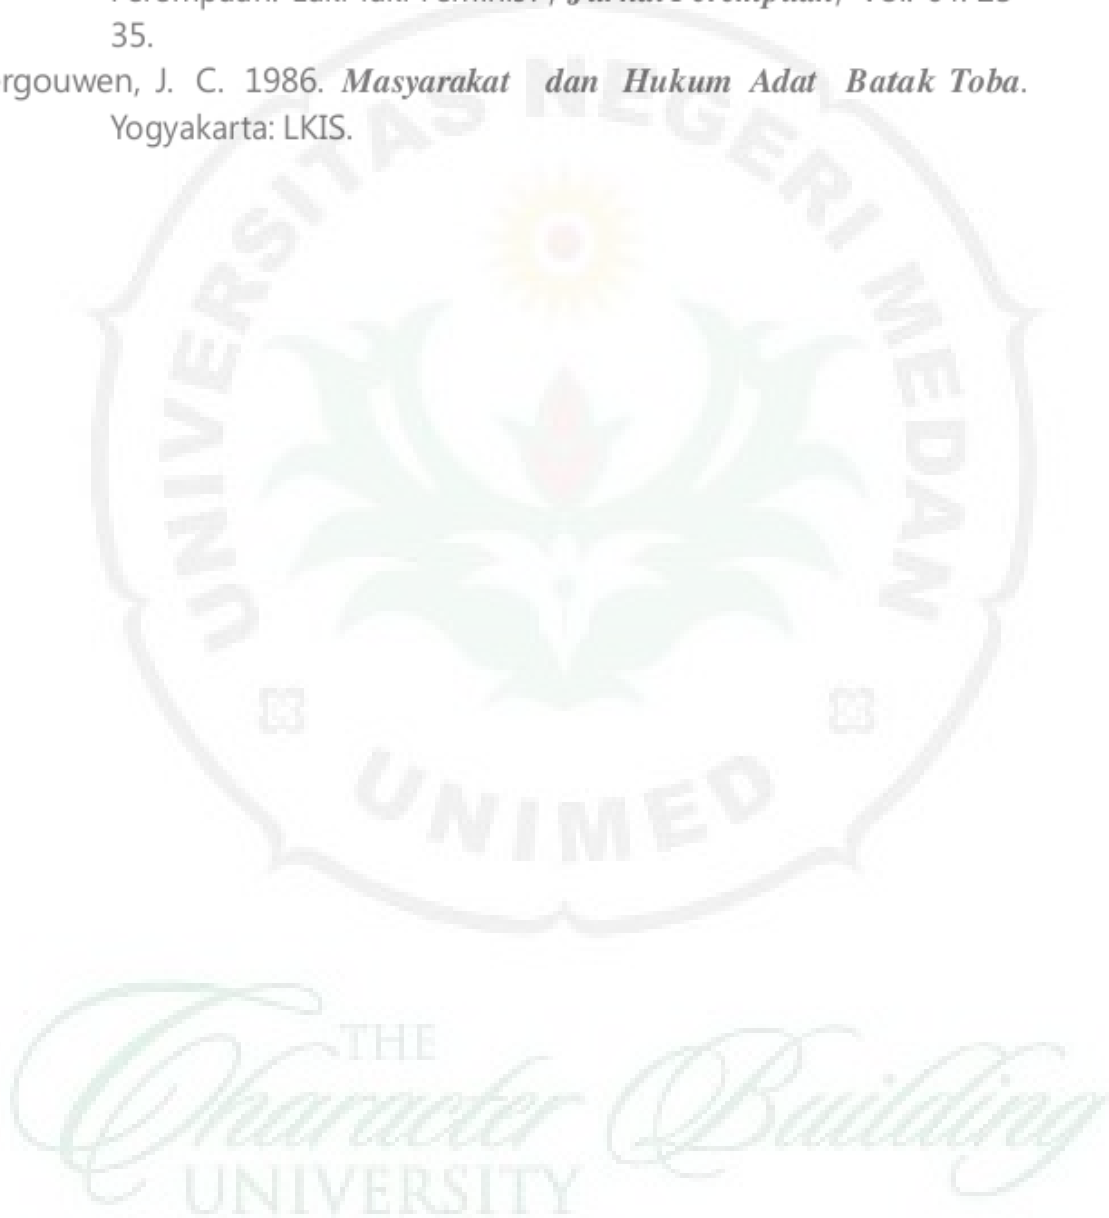 35.
rgouwen, J. C. 1986. Masyarakat dan Hukum Adat Batak Toba.
Yogyakarta: LKIS.
UNIVERSITAS NEGERI MEDAN
UNIMED
THE
Character Building
UNIVERSITY